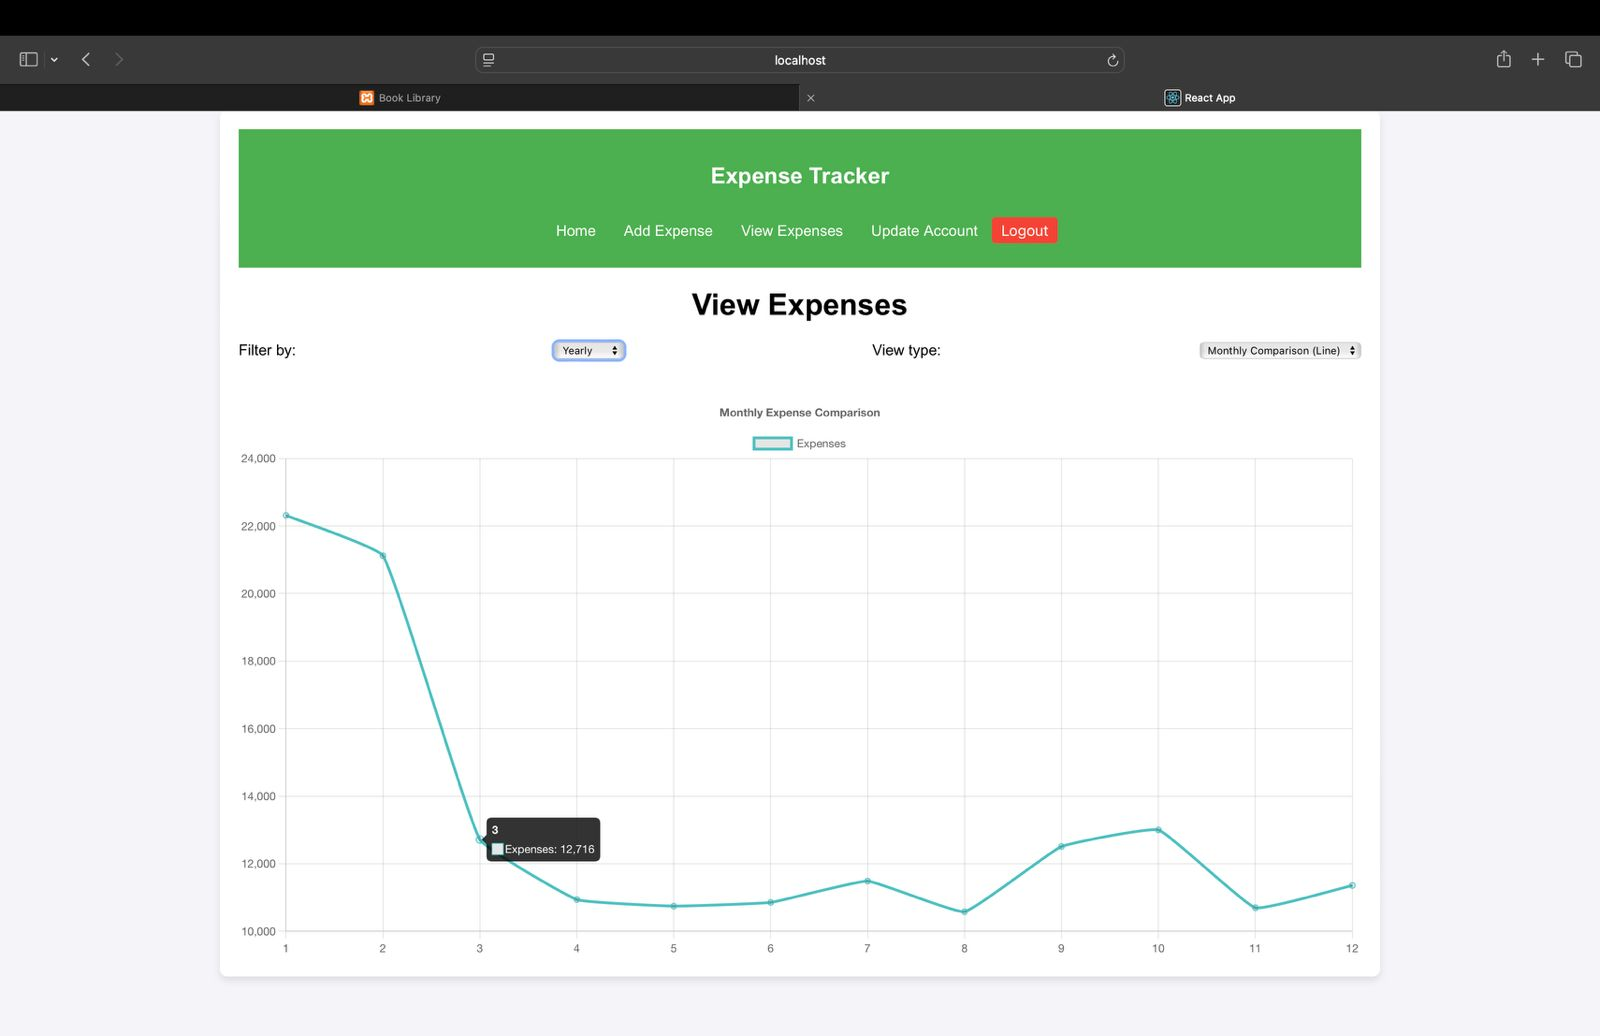 localhost
Book Library
React App
Expense Tracker
Home Add Expense View Expenses Update Account Logout
View Expenses
Filter by: Yearly View type: Monthly Comparison (Line)
Monthly Expense Comparison
Expenses
24,000
22,000
20,000
18,000
16,000
14,000
3
Expenses: 12,716
12,000
10,000
1 2 3 4 5 6 7 8 9 10 11 12